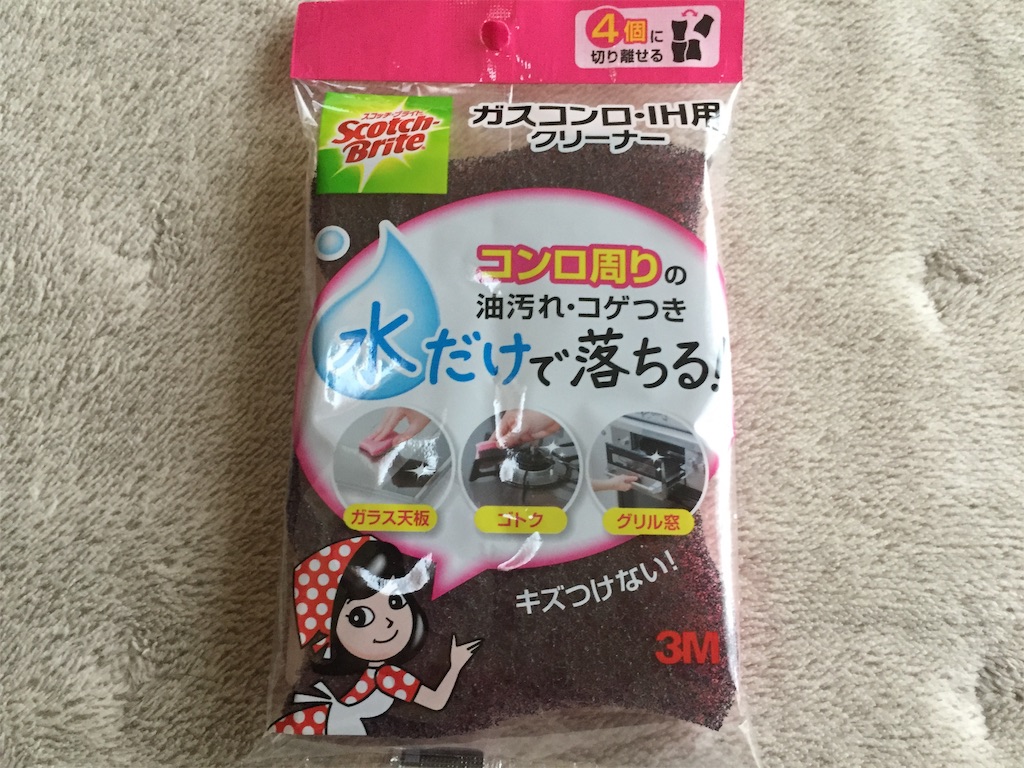 4個に
切り離せる
スコッチ・ブライト
Scotch-
Brite
ガスコンロ・IH用
クリーナー
コンロ周りの
油汚れ・コゲつき
水だけで落ちる!
ガラス天板
ゴトク
グリル窓
キズつけない!
3M